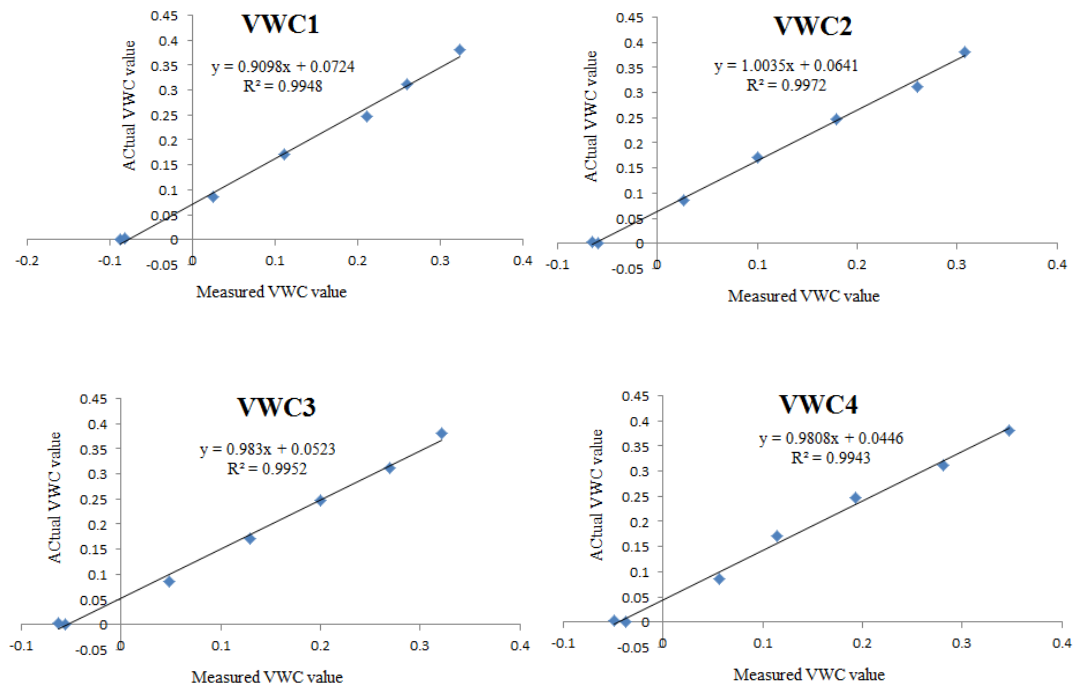 VWC1
y = 0.9098x + 0.0724
R² = 0.9948
ACtual VWC value
0.45
0.4
0.35
0.3
0.25
0.2
0.15
0.1
0.05
0
-0.05
-0.2 -0.1 0 0.1 0.2 0.3 0.4
Measured VWC value
VWC2
y = 1.0035x + 0.0641
R² = 0.9972
ACtual VWC value
0.45
0.4
0.35
0.3
0.25
0.2
0.15
0.1
0.05
0
-0.05
-0.1 0 0.1 0.2 0.3 0.4
Measured VWC value
VWC3
y = 0.983x + 0.0523
R² = 0.9952
ACtual VWC value
0.45
0.4
0.35
0.3
0.25
0.2
0.15
0.1
0.05
0
-0.05
-0.1 0 0.1 0.2 0.3 0.4
Measured VWC value
VWC4
y = 0.9808x + 0.0446
R² = 0.9943
ACtual VWC value
0.45
0.4
0.35
0.3
0.25
0.2
0.15
0.1
0.05
0
-0.05
-0.1 0 0.1 0.2 0.3 0.4
Measured VWC value